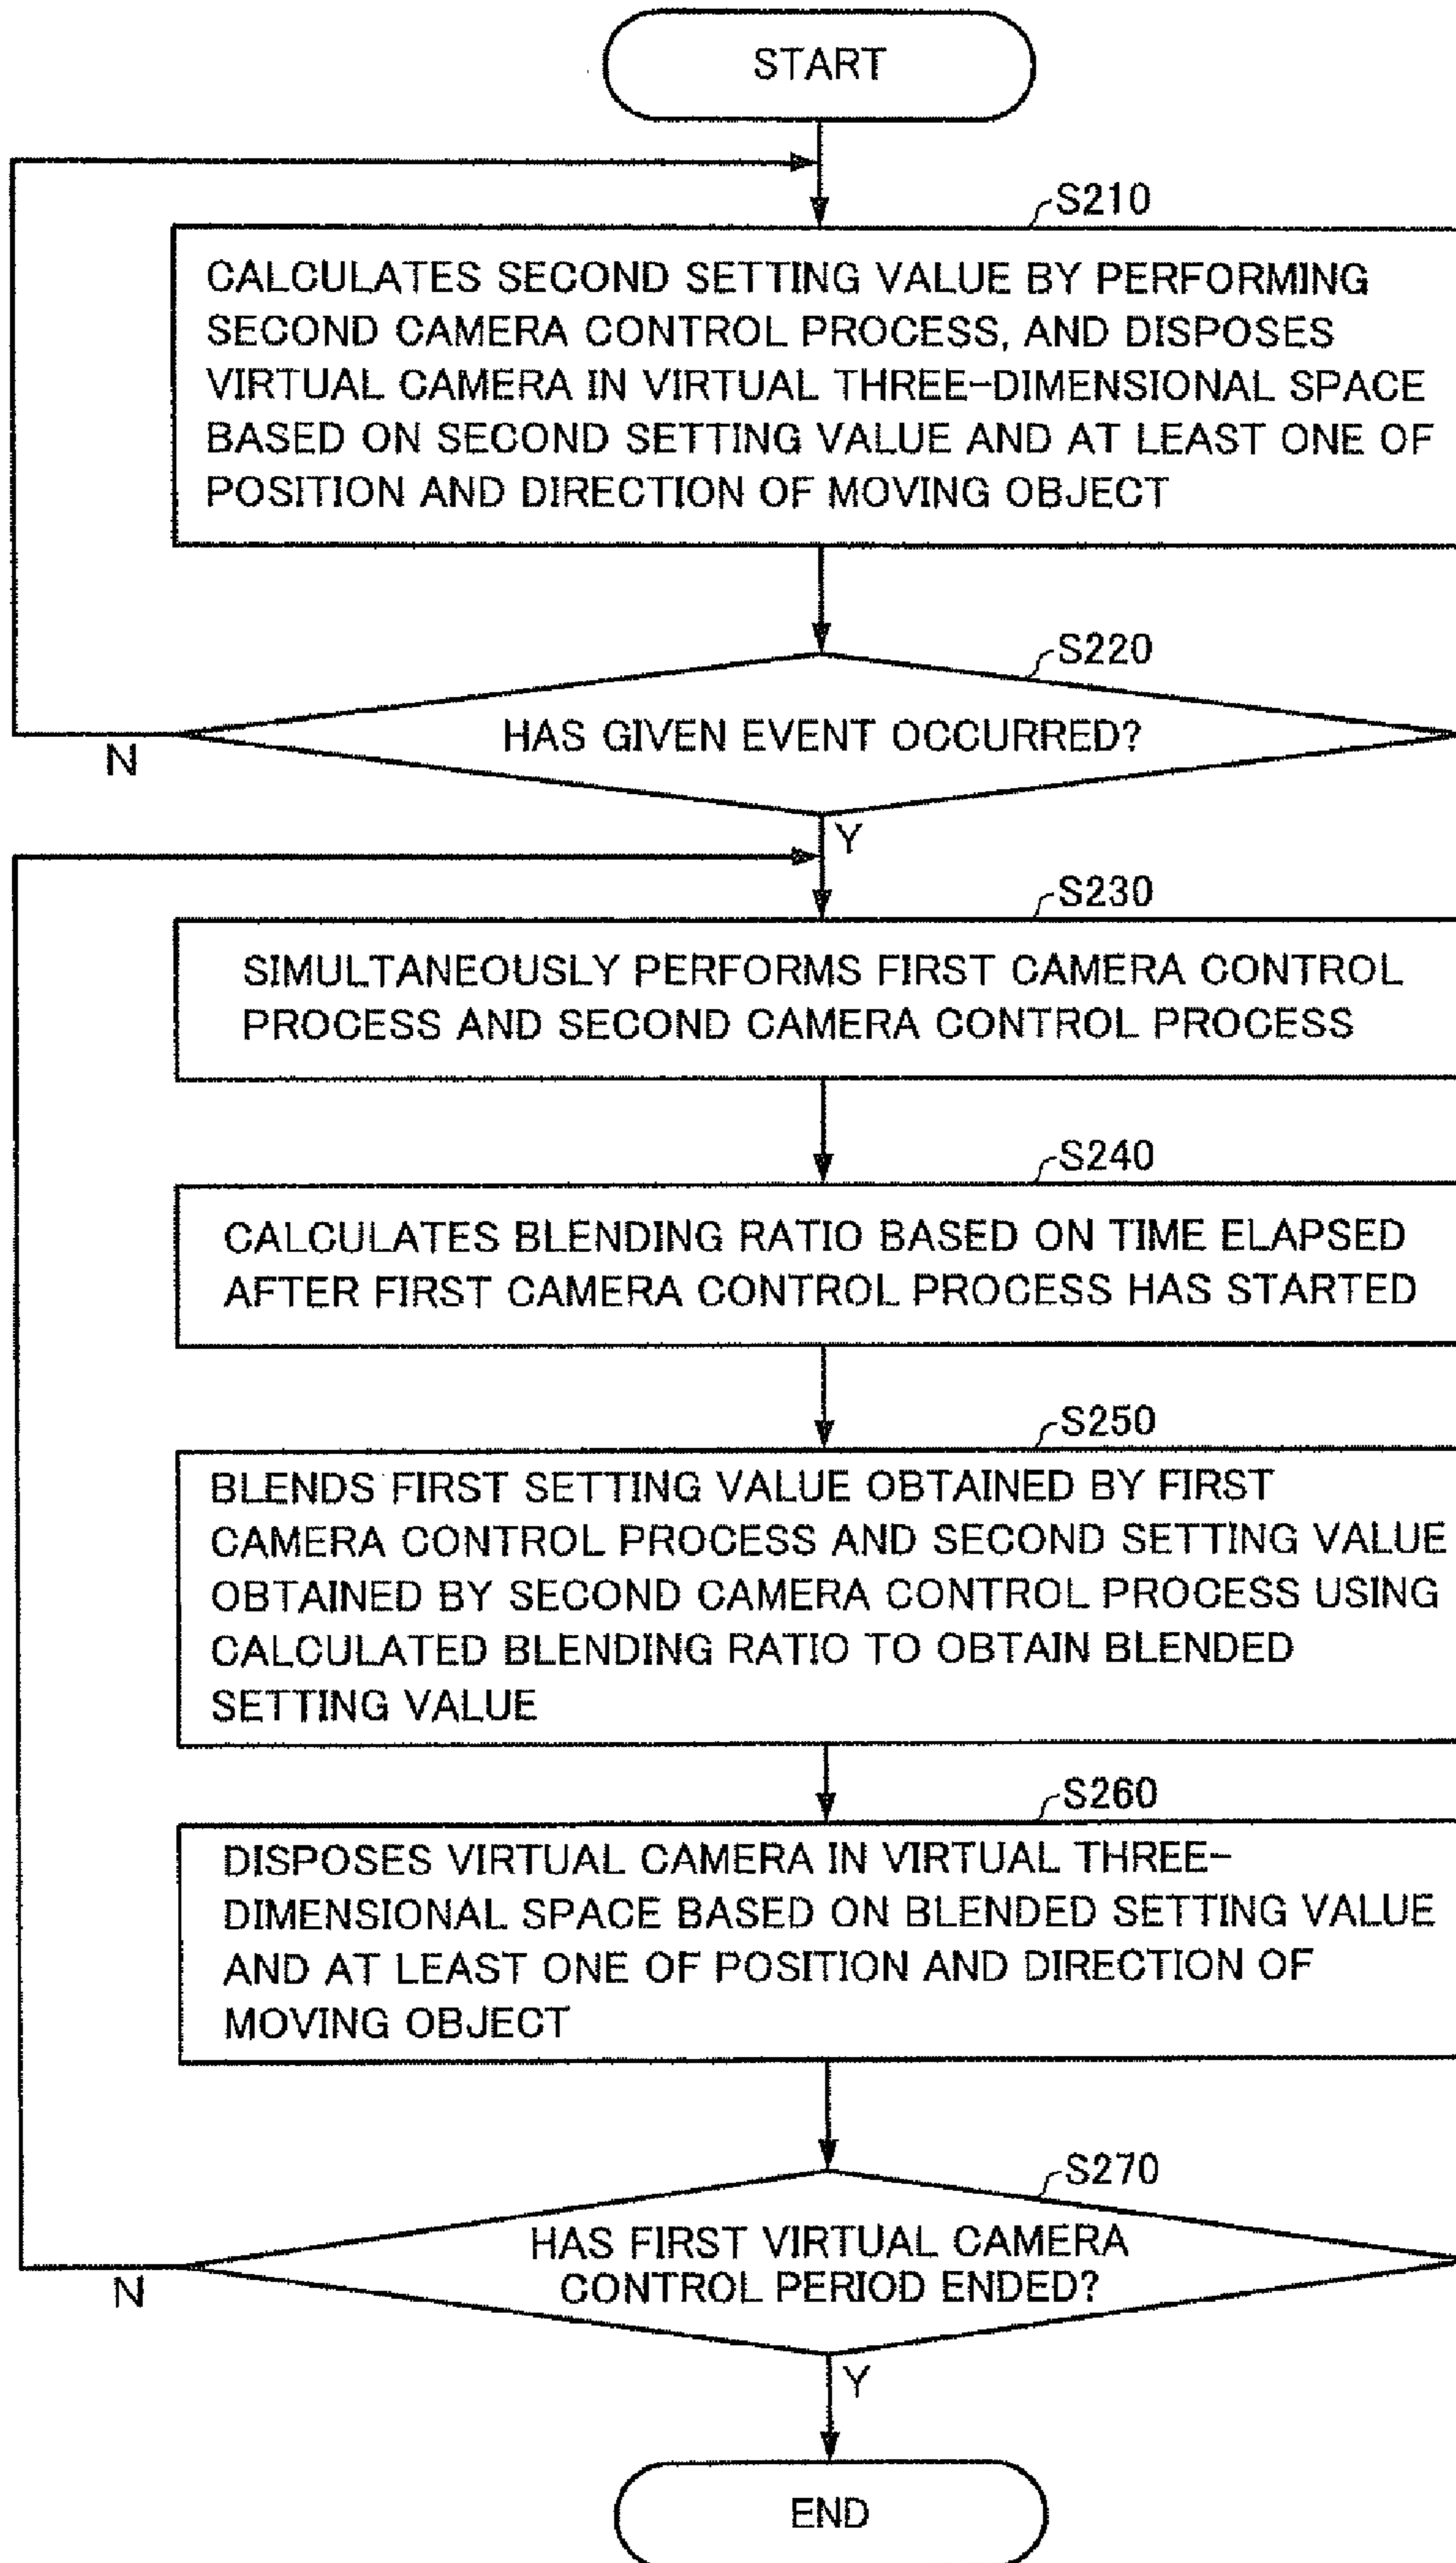 START
S210
CALCULATES SECOND SETTING VALUE BY PERFORMING
SECOND CAMERA CONTROL PROCESS, AND DISPOSES
VIRTUAL CAMERA IN VIRTUAL THREE-DIMENSIONAL SPACE
BASED ON SECOND SETTING VALUE AND AT LEAST ONE OF
POSITION AND DIRECTION OF MOVING OBJECT
S220
HAS GIVEN EVENT OCCURRED?
N
Y
S230
SIMULTANEOUSLY PERFORMS FIRST CAMERA CONTROL
PROCESS AND SECOND CAMERA CONTROL PROCESS
S240
CALCULATES BLENDING RATIO BASED ON TIME ELAPSED
AFTER FIRST CAMERA CONTROL PROCESS HAS STARTED
S250
BLENDS FIRST SETTING VALUE OBTAINED BY FIRST
CAMERA CONTROL PROCESS AND SECOND SETTING VALUE
OBTAINED BY SECOND CAMERA CONTROL PROCESS USING
CALCULATED BLENDING RATIO TO OBTAIN BLENDED
SETTING VALUE
S260
DISPOSES VIRTUAL CAMERA IN VIRTUAL THREE-
DIMENSIONAL SPACE BASED ON BLENDED SETTING VALUE
AND AT LEAST ONE OF POSITION AND DIRECTION OF
MOVING OBJECT
S270
HAS FIRST VIRTUAL CAMERA
CONTROL PERIOD ENDED?
N
Y
END